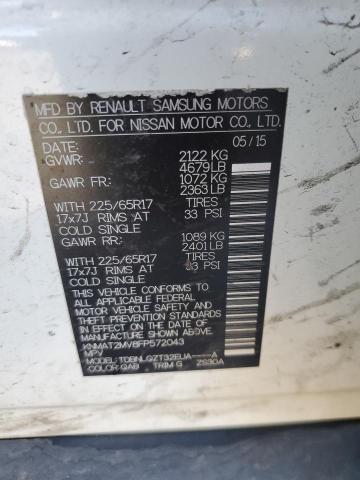 MFD BY RENAULT SAMSUNG MOTORS
CO., LTD. FOR NISSAN MOTOR CO., LTD.
DATE: 05/15
GVWR: 2122 KG
4679 LB
GAWR FR: 1072 KG
2363 LB
WITH 225/65R17 TIRES
17x7J RIMS AT 33 PSI
COLD SINGLE
GAWR RR: 1089 KG
2401 LB
WITH 225/65R17 TIRES
17x7J RIMS AT 33 PSI
COLD SINGLE
THIS VEHICLE CONFORMS TO ALL
APPLICABLE FEDERAL
MOTOR VEHICLE SAFETY AND THEFT
PREVENTION STANDARDS
IN EFFECT ON THE DATE OF
MANUFACTURE SHOWN ABOVE.
KNMAT2MV8FP572043
MPV
MODEL: TDBNLQZT32EUA----A
COLOR: QAB TRIM: G ZS30A